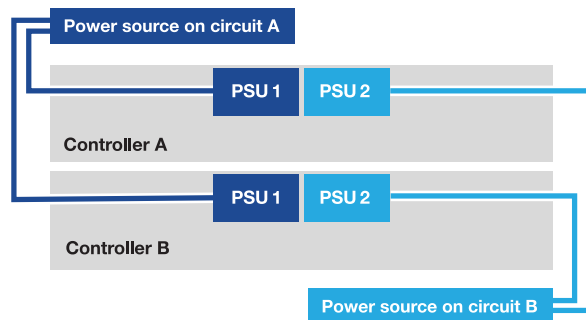 Power source on circuit A
PSU 1
PSU 2
Controller A
PSU 1
PSU 2
Controller B
Power source on circuit B